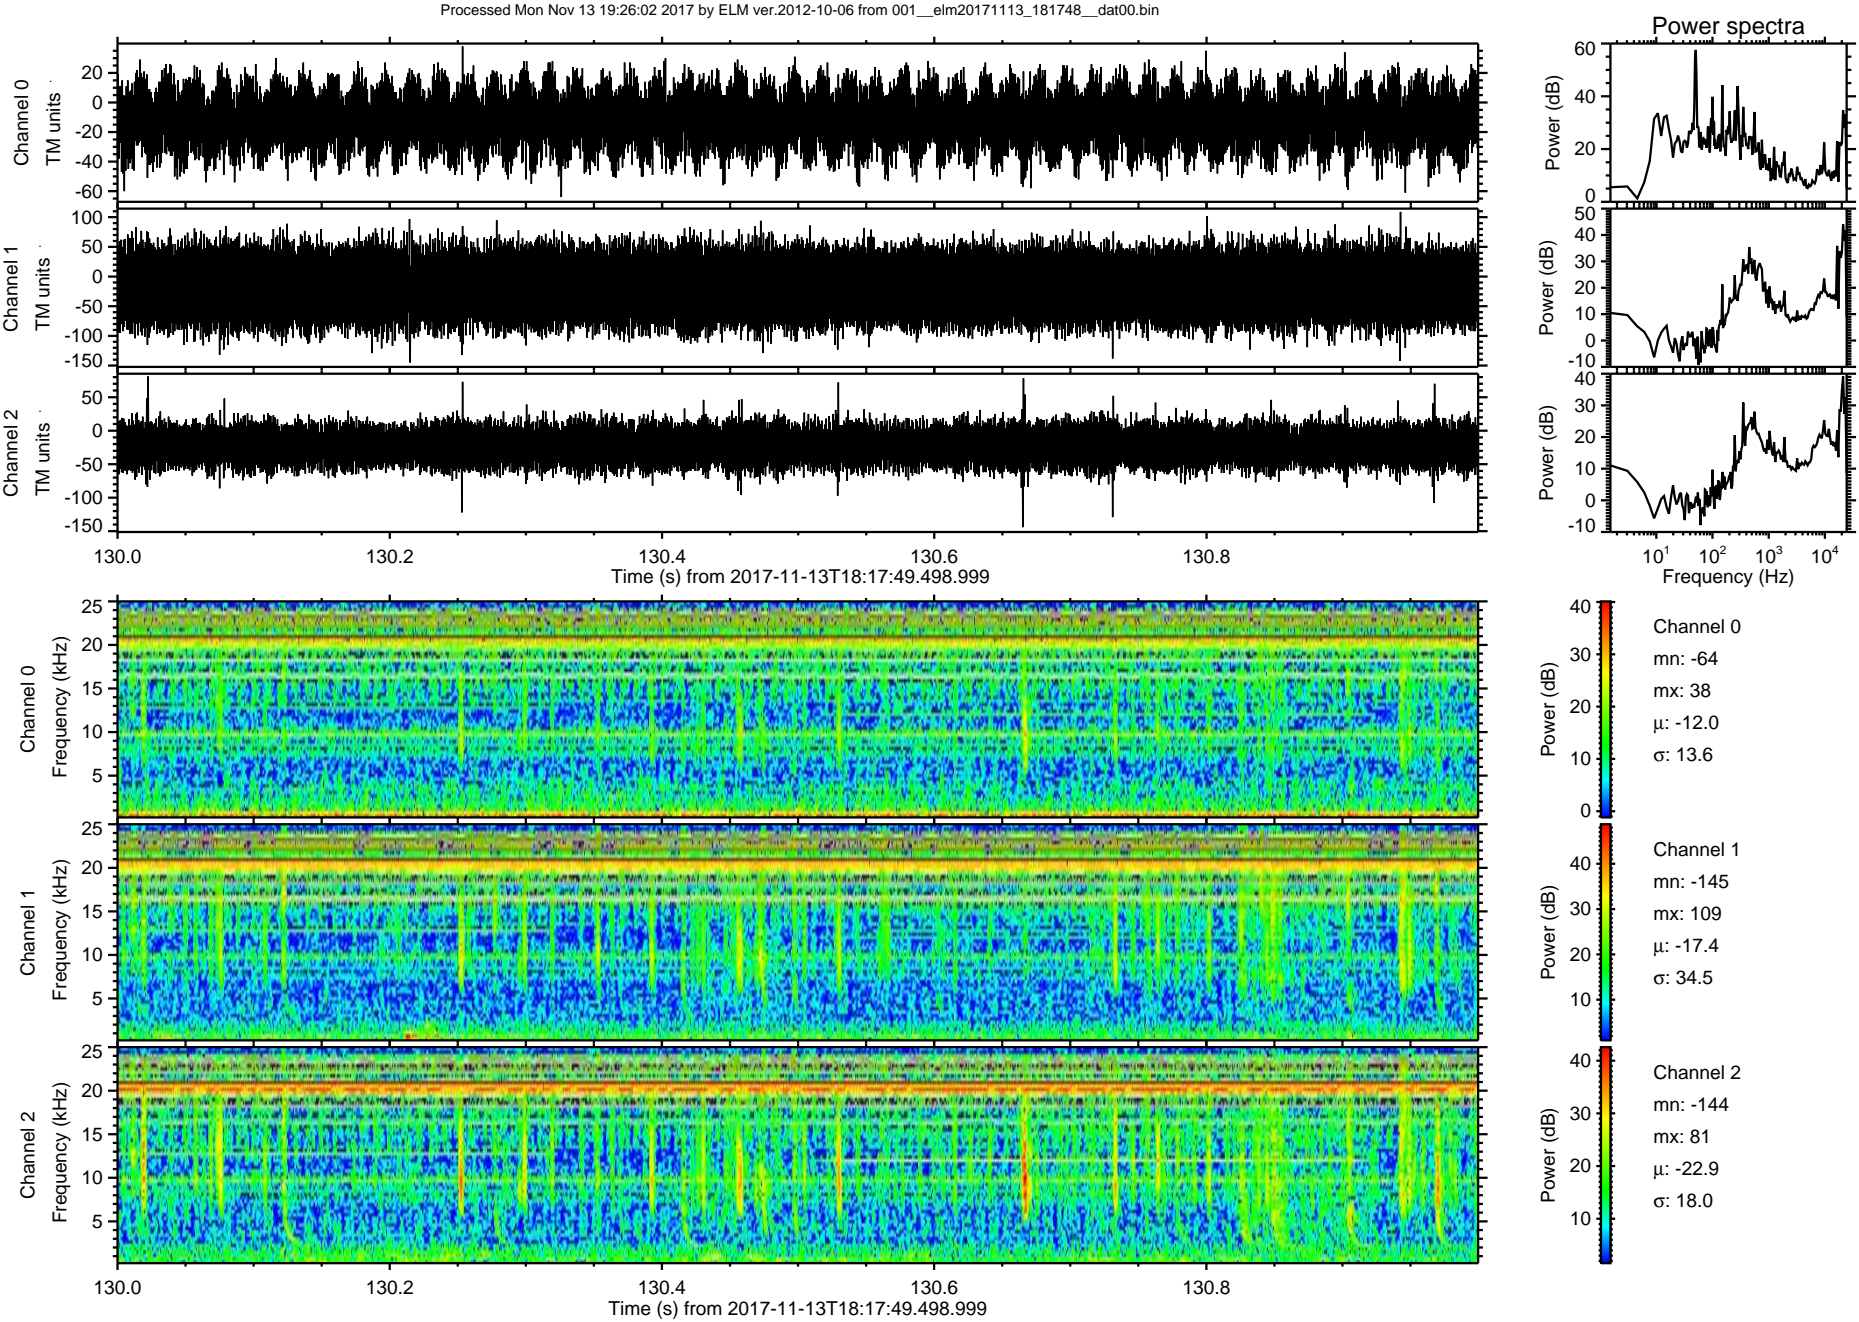 Processed Mon Nov 13 19:26:02 2017 by ELM ver.2012-10-06 from 001__elm20171113_181748__dat00.bin
Power spectra
Channel 0
TM units
20
0
-20
-40
-60
Power (dB)
60
40
20
0
Channel 1
TM units
100
50
0
-50
-100
-150
Power (dB)
50
40
30
20
10
0
-10
Channel 2
TM units
50
0
-50
-100
-150
Power (dB)
40
30
20
10
0
-10
130.0 130.2 130.4 130.6 130.8
Time (s) from 2017-11-13T18:17:49.498.999
10^1 10^2 10^3 10^4
Frequency (Hz)
Channel 0
Frequency (kHz)
25
20
15
10
5
Power (dB)
40
30
20
10
0
Channel 0
mn: -64
mx: 38
μ: -12.0
σ: 13.6
Channel 1
Frequency (kHz)
25
20
15
10
5
Power (dB)
40
30
20
10
Channel 1
mn: -145
mx: 109
μ: -17.4
σ: 34.5
Channel 2
Frequency (kHz)
25
20
15
10
5
Power (dB)
40
30
20
10
Channel 2
mn: -144
mx: 81
μ: -22.9
σ: 18.0
130.0 130.2 130.4 130.6 130.8
Time (s) from 2017-11-13T18:17:49.498.999